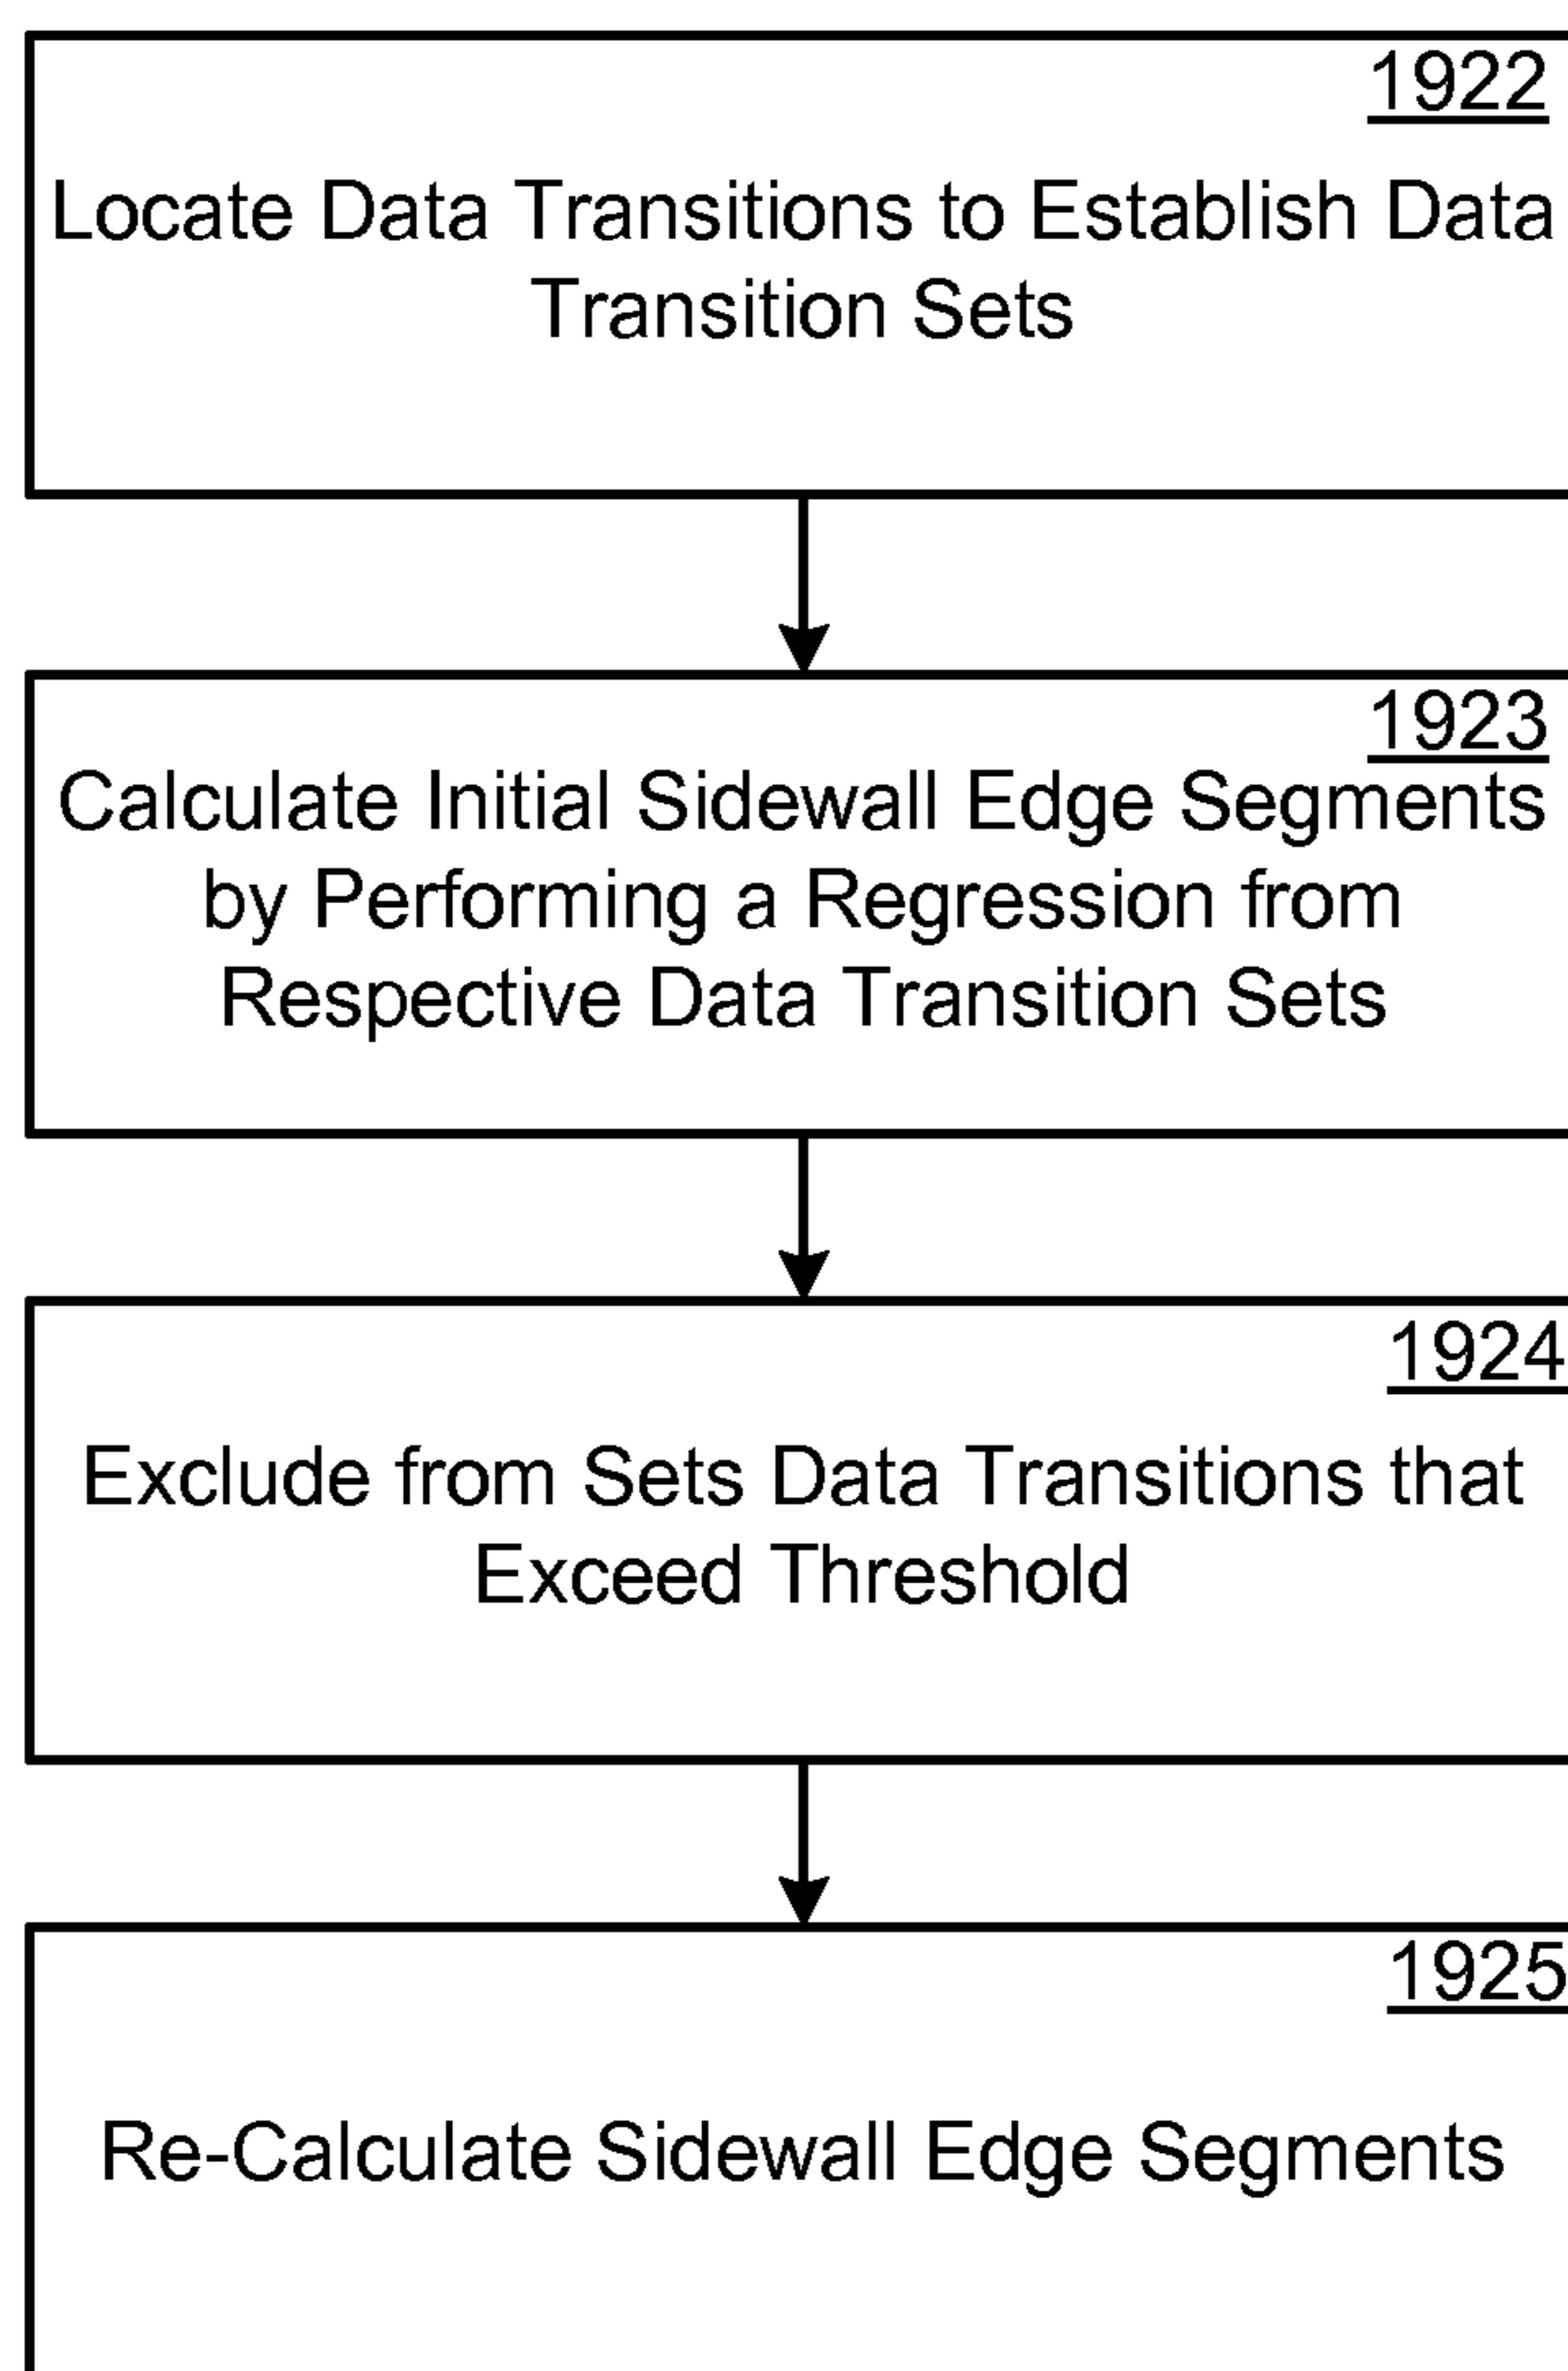 1922
Locate Data Transitions to Establish Data
Transition Sets
1923
Calculate Initial Sidewall Edge Segments
by Performing a Regression from
Respective Data Transition Sets
1924
Exclude from Sets Data Transitions that
Exceed Threshold
1925
Re-Calculate Sidewall Edge Segments